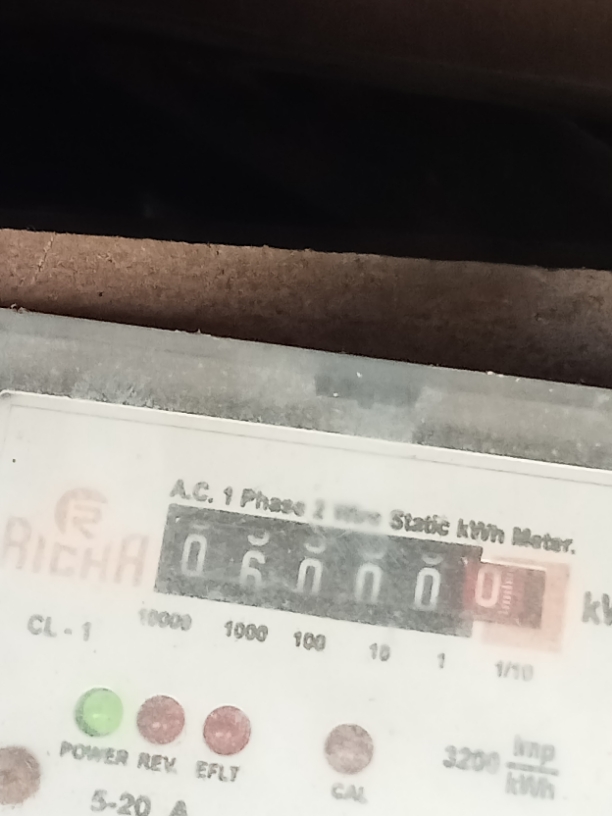 A.C. 1 Phase 2 Wire Static kWh Meter.
RICHA
0 6 0 0 0 0
CL - 1
10000 1000 100 10 1 1/10
POWER REV. EFLT
CAL
3200 imp/kWh
5-20 A